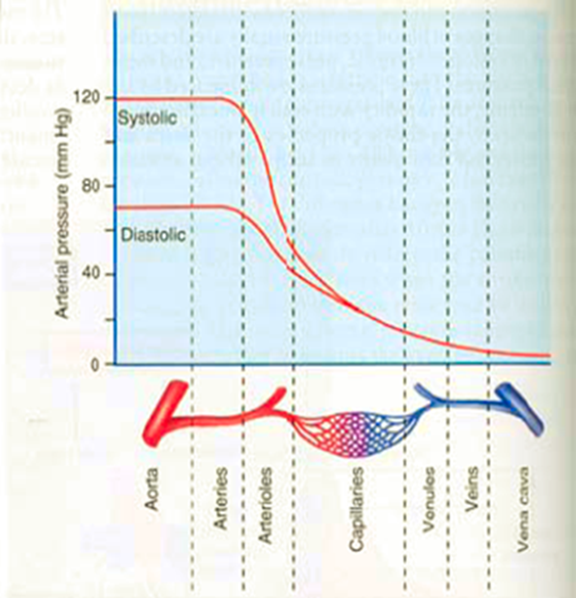 Arterial pressure (mm Hg)
120
80
40
0
Systolic
Diastolic
Aorta
Arteries
Arterioles
Capillaries
Venules
Veins
Vena cava